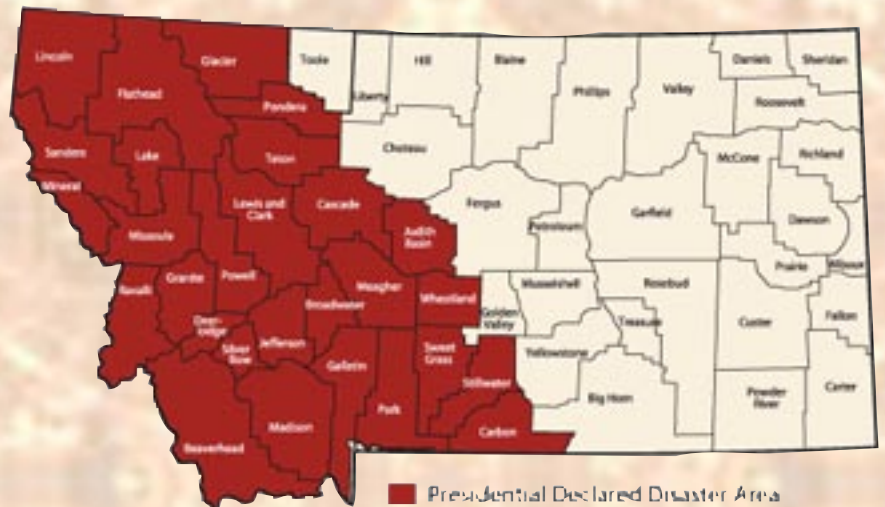 Lincoln
Glacier
Toole
Hill
Blaine
Daniels
Sheridan
Flathead
Liberty
Phillips
Valley
Roosevelt
Pondera
Sanders
Lake
Teton
Choteau
McCone
Richland
Mineral
Lewis and
Clark
Cascade
Fergus
Garfield
Dawson
Missoula
Judith
Basin
Petroleum
Prairie
Wibaux
Ravalli
Granite
Powell
Meagher
Wheatland
Musselshell
Rosebud
Broadwater
Golden
Valley
Treasure
Custer
Fallon
Deer-
lodge
Silver
Bow
Jefferson
Gallatin
Sweet
Grass
Yellowstone
Stillwater
Big Horn
Powder
River
Carter
Park
Madison
Carbon
Beaverhead
Presidential Declared Disaster Area